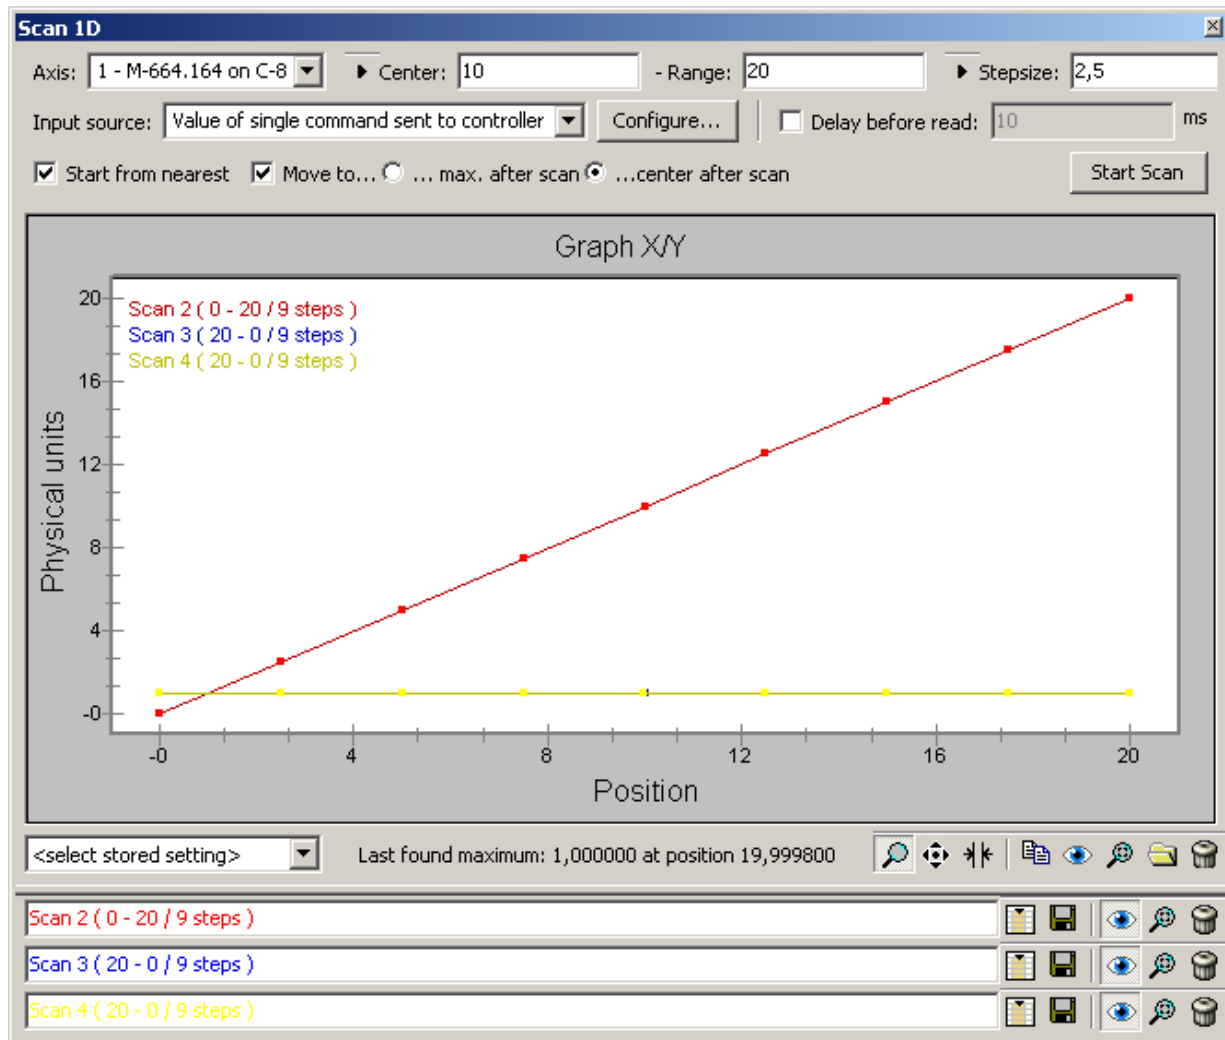 Scan 1D
Axis: 1 - M-664.164 on C-8 Center: 10 - Range: 20 Stepsize: 2,5
Input source: Value of single command sent to controller Configure... Delay before read: 10 ms
Start from nearest Move to... ... max. after scan ...center after scan Start Scan
Graph X/Y
Scan 2 ( 0 - 20 / 9 steps )
Scan 3 ( 20 - 0 / 9 steps )
Scan 4 ( 20 - 0 / 9 steps )
Physical units
20
16
12
8
4
-0
-0 4 8 12 16 20
Position
<select stored setting> Last found maximum: 1,000000 at position 19,999800
Scan 2 ( 0 - 20 / 9 steps )
Scan 3 ( 20 - 0 / 9 steps )
Scan 4 ( 20 - 0 / 9 steps )